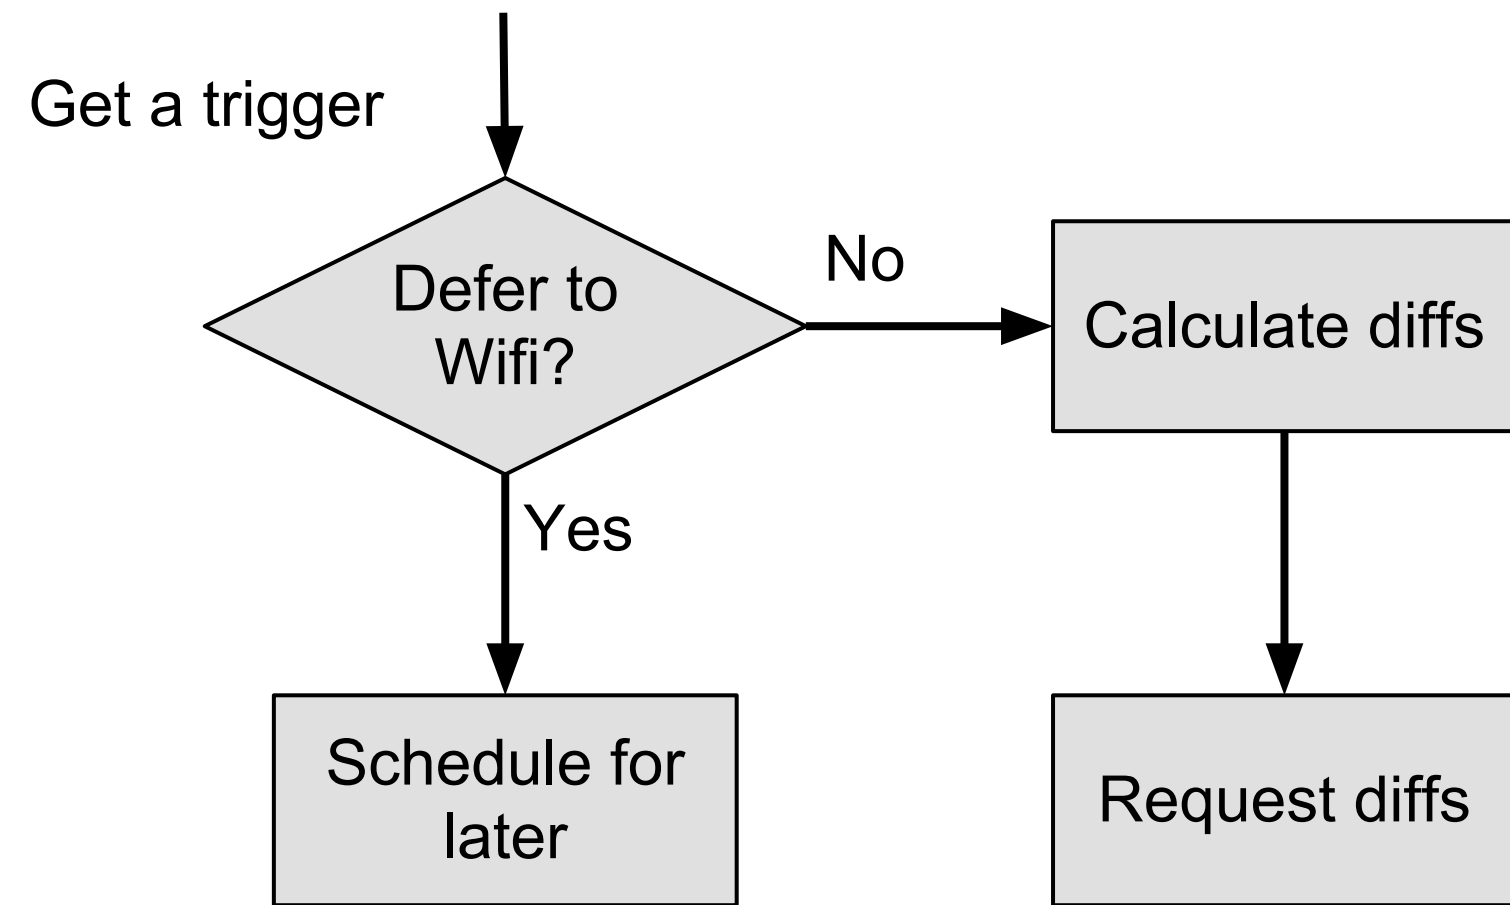 Get a trigger
Defer to
Wifi?
No
Calculate diffs
Yes
Schedule for
later
Request diffs